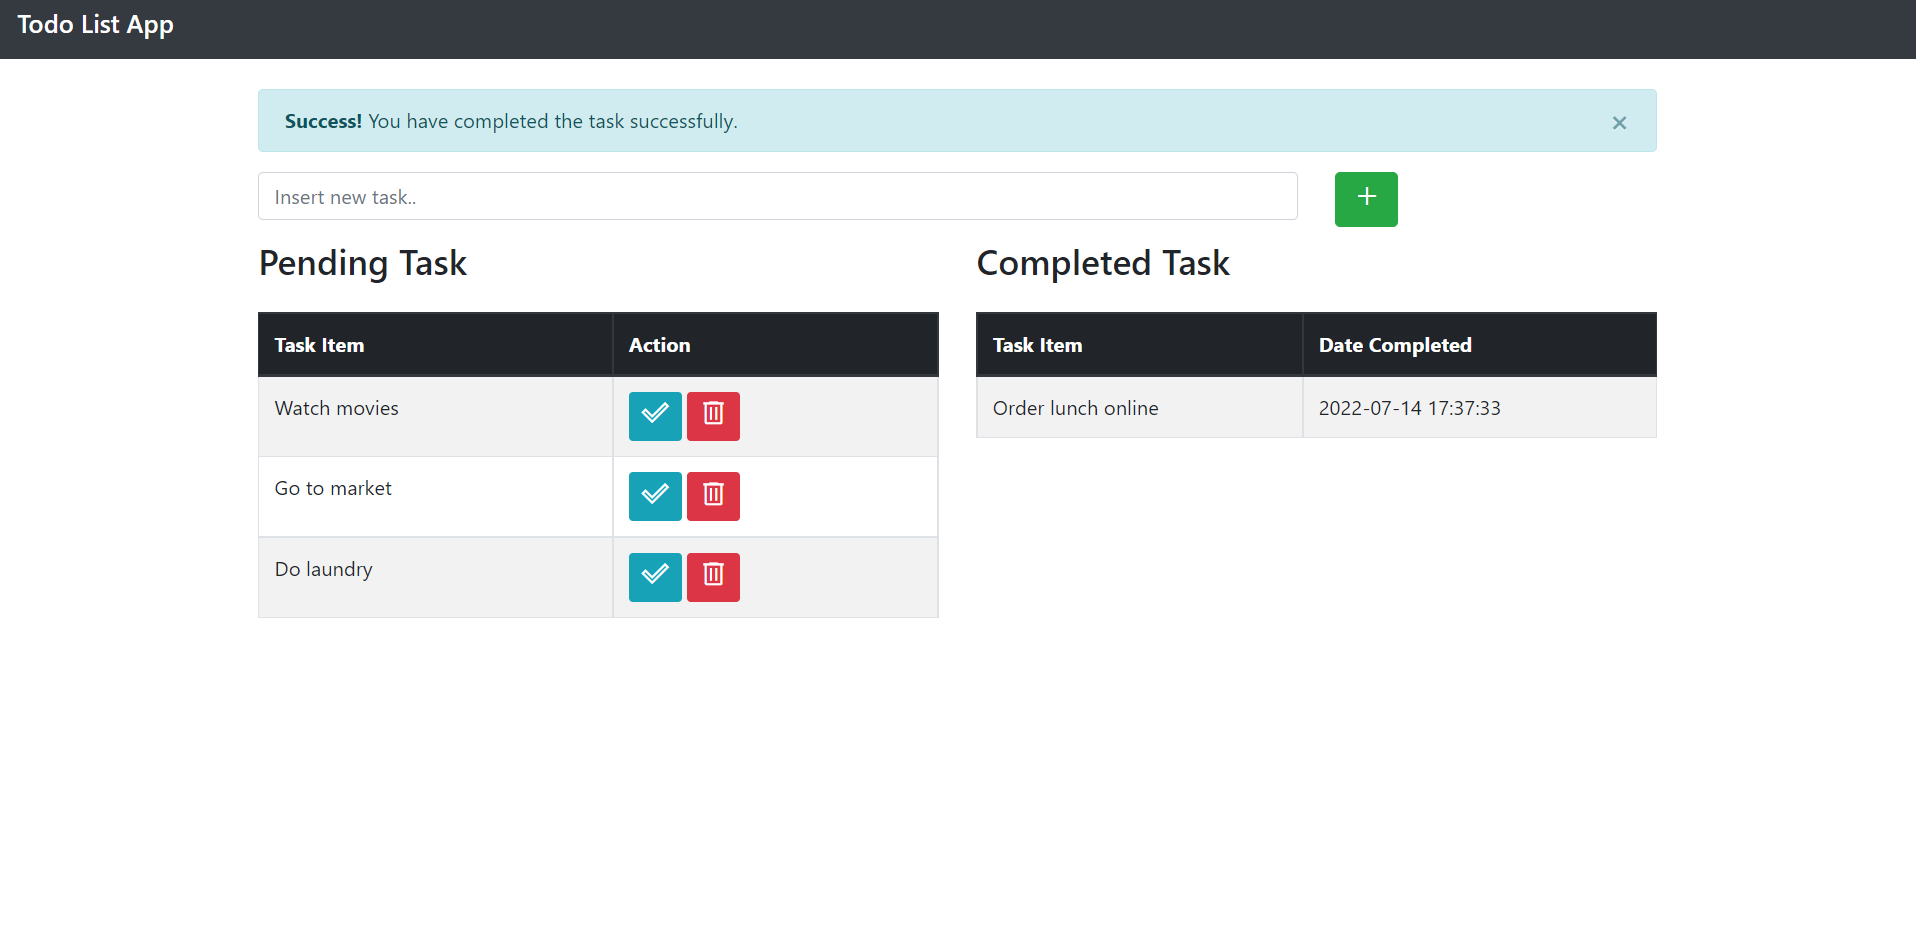 Todo List App
Success! You have completed the task successfully.
×
Insert new task..
+
Pending Task
Task Item Action
Watch movies
Go to market
Do laundry
Completed Task
Task Item Date Completed
Order lunch online 2022-07-14 17:37:33